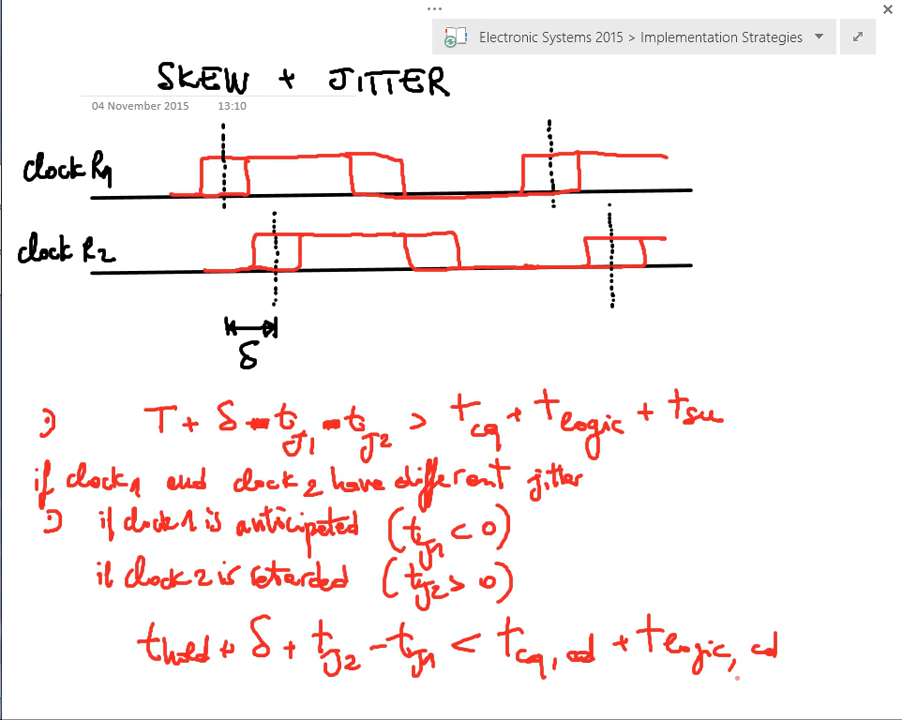 Electronic Systems 2015 > Implementation Strategies
SKEW + JITTER
04 November 2015 13:10
clock R1
clock R2
δ
:) T + δ - tJ1 - tJ2 > tcq + tlogic + tsu
if clock1 and clock2 have different jitter
:) if clock1 is anticipated (tJ1 < 0)
if clock2 is retarded (tJ2 > 0)
thold + δ + tJ2 - tJ1 < tcq, cd + tlogic, cd